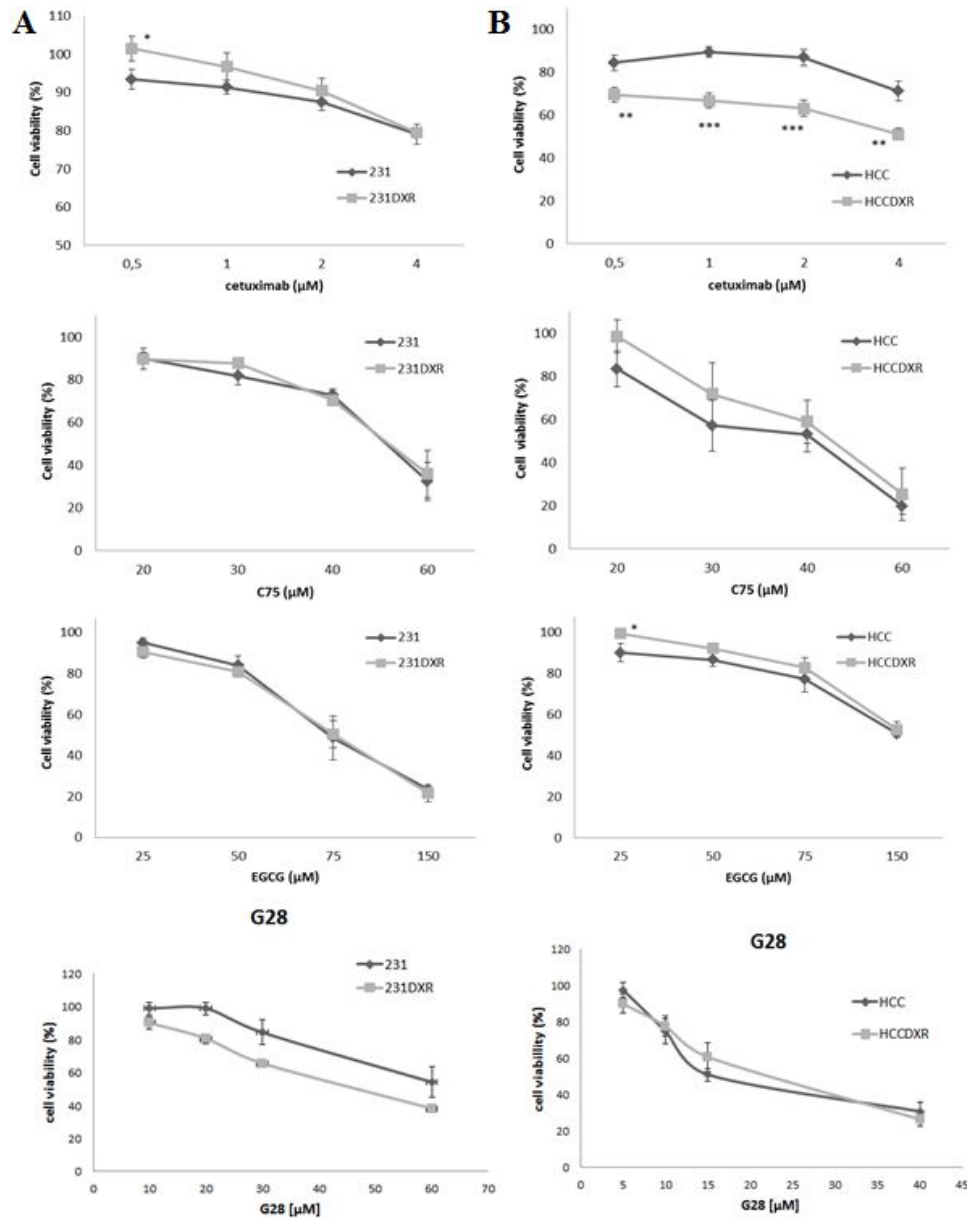 A
110
100
90
80
70
60
50
Cell viability (%)
*
231
231DXR
0,5 1 2 4
cetuximab (µM)
B
100
80
60
40
20
0
Cell viability (%)
** *** *** **
HCC
HCCDXR
0,5 1 2 4
cetuximab (µM)
100
80
60
40
20
0
Cell viability (%)
231
231DXR
20 30 40 60
C75 (µM)
100
80
60
40
20
0
Cell viability (%)
HCC
HCCDXR
20 30 40 60
C75 (µM)
100
80
60
40
20
0
Cell viability (%)
231
231DXR
25 50 75 150
EGCG (µM)
100
80
60
40
20
0
Cell viability (%)
*
HCC
HCCDXR
25 50 75 150
EGCG (µM)
G28
120
100
80
60
40
20
0
cell viability (%)
231
231DXR
0 10 20 30 40 50 60 70
G28 [µM]
G28
120
100
80
60
40
20
0
cell viabillity (%)
HCC
HCCDXR
0 5 10 15 20 25 30 35 40 45
G28 [µM]